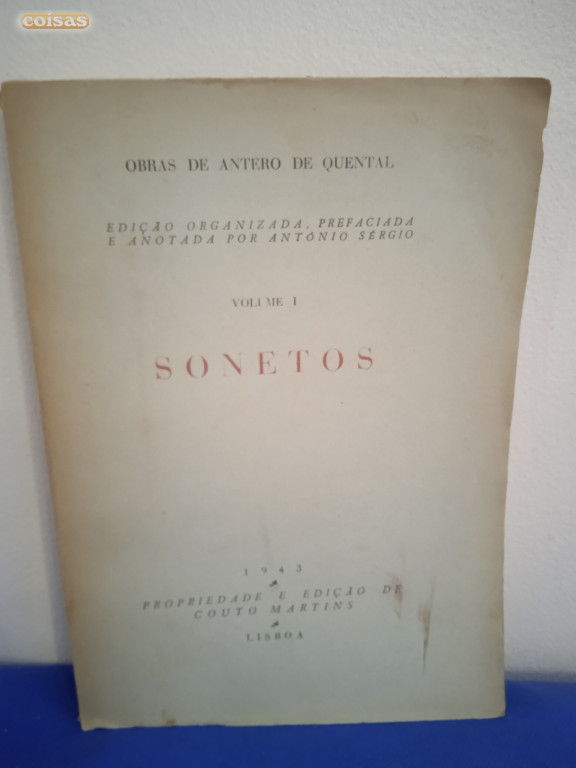 coisas
OBRAS DE ANTERO DE QUENTAL
EDIÇÃO ORGANIZADA, PREFACIADA
E ANOTADA POR ANTÓNIO SÉRGIO
VOLUME I
SONETOS
1943
PROPRIEDADE E EDIÇÃO DE
COUTO MARTINS
LISBOA